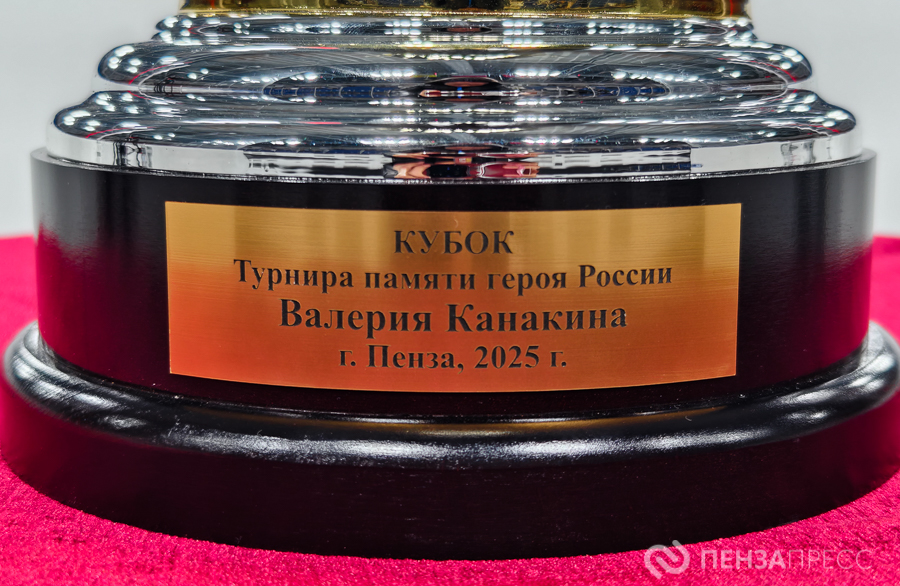 КУБОК
Турнира памяти героя России
Валерия Канакина
г. Пенза, 2025 г.
ПЕНЗАПРЕСС